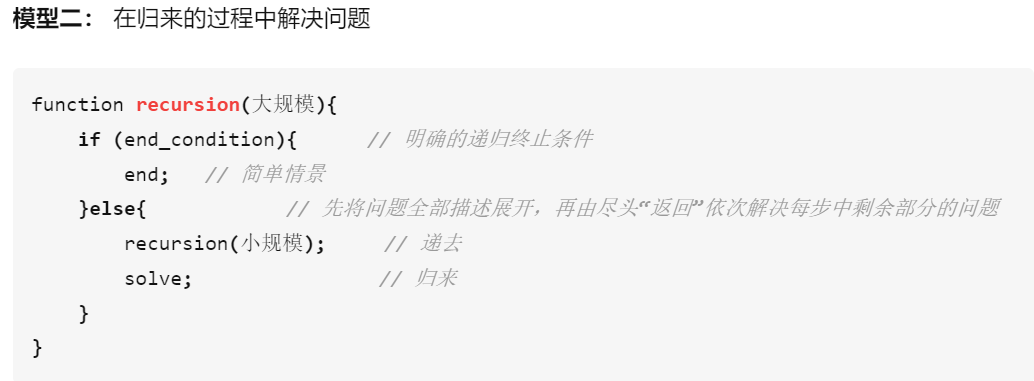 模型二： 在归来的过程中解决问题
function recursion(大规模){
if (end_condition){ // 明确的递归终止条件
end; // 简单情景
}else{ // 先将问题全部描述展开，再由尽头“返回”依次解决每步中剩余部分的问题
recursion(小规模); // 递去
solve; // 归来
}
}